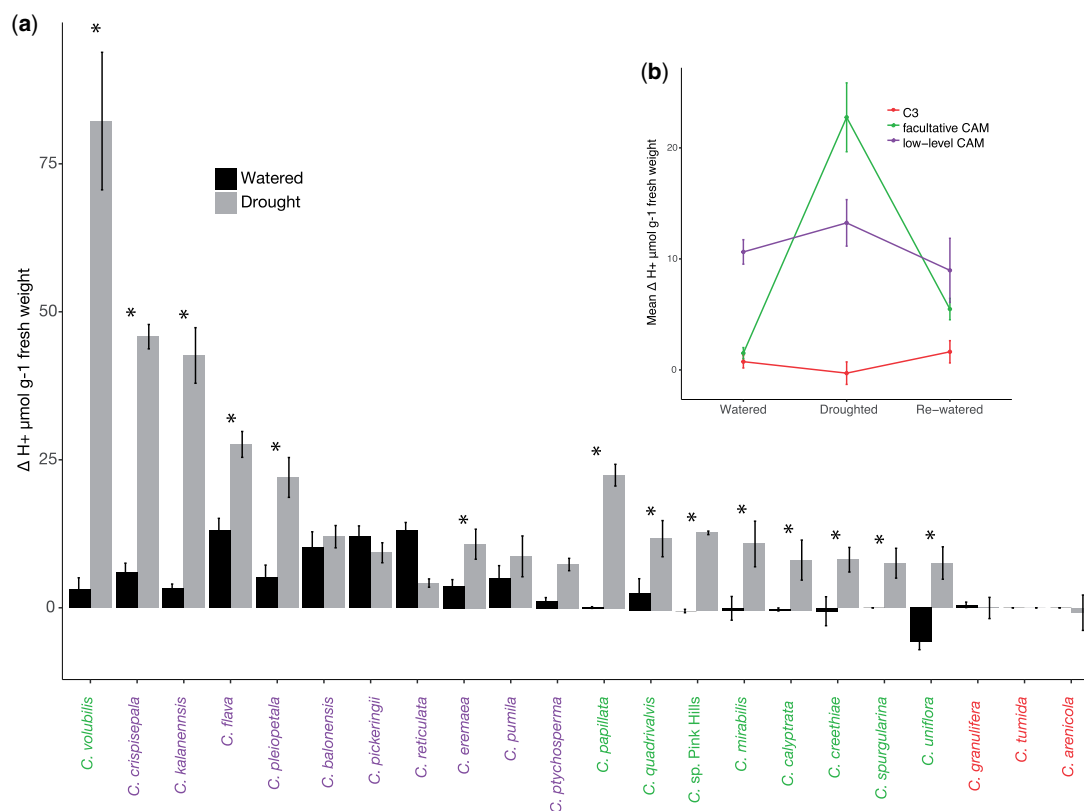 (a)
(b)
Δ H+ μmol g-1 fresh weight
75
50
25
0
*
*
*
*
*
*
*
*
*
*
*
*
*
*
Watered
Drought
Mean Δ H+ μmol g-1 fresh weight
20
10
0
C3
facultative CAM
low-level CAM
Watered
Droughted
Re-watered
C. volubilis
C. crispisepala
C. kalanennsis
C. flava
C. pleiopetala
C. balonensis
C. pickeringii
C. reticulata
C. eremaea
C. pumila
C. ptychosperma
C. papillata
C. quadrivalvis
C. sp. Pink Hills
C. mirabilis
C. calyptrata
C. creethiae
C. spurgularina
C. uniflora
C. granulifera
C. tumida
C. arenicola